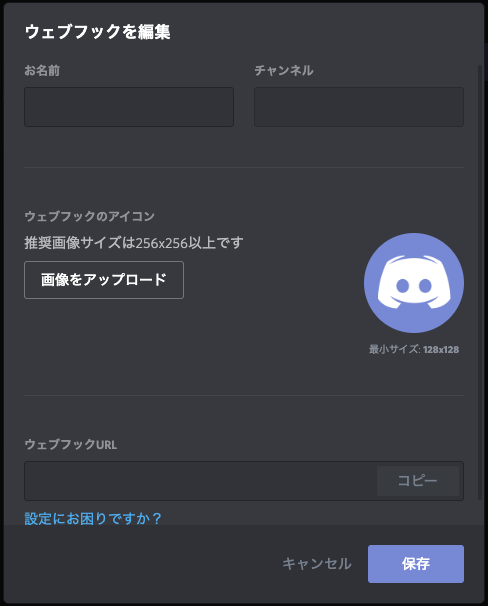 ウェブフックを編集
お名前
チャンネル
ウェブフックのアイコン
推奨画像サイズは256x256以上です
画像をアップロード
最小サイズ: 128x128
ウェブフックURL
コピー
設定にお困りですか？
キャンセル
保存